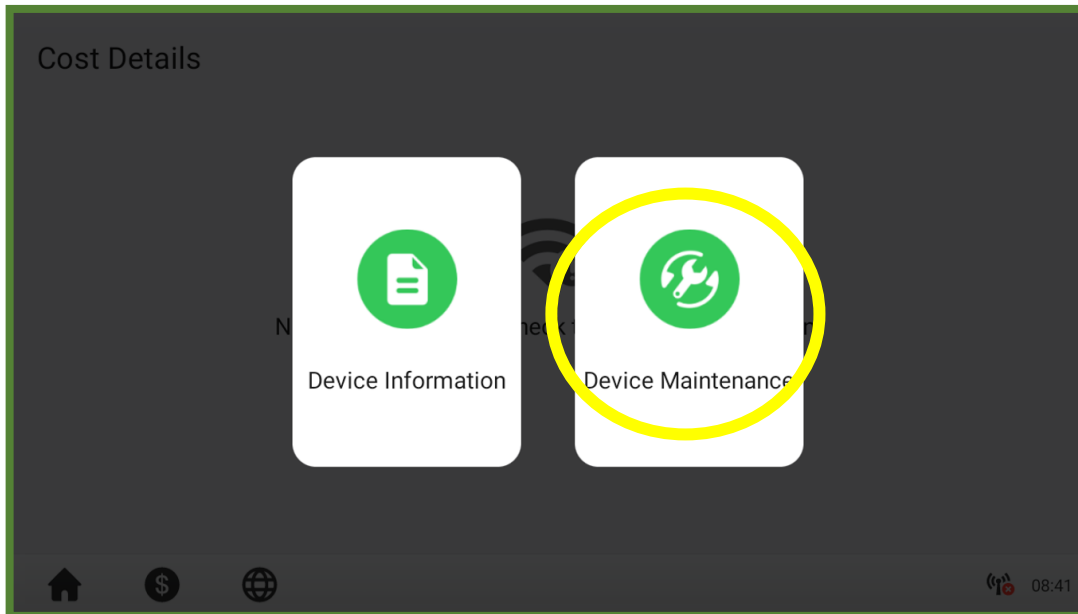 Cost Details
Device Information
Device Maintenance
$
08:41